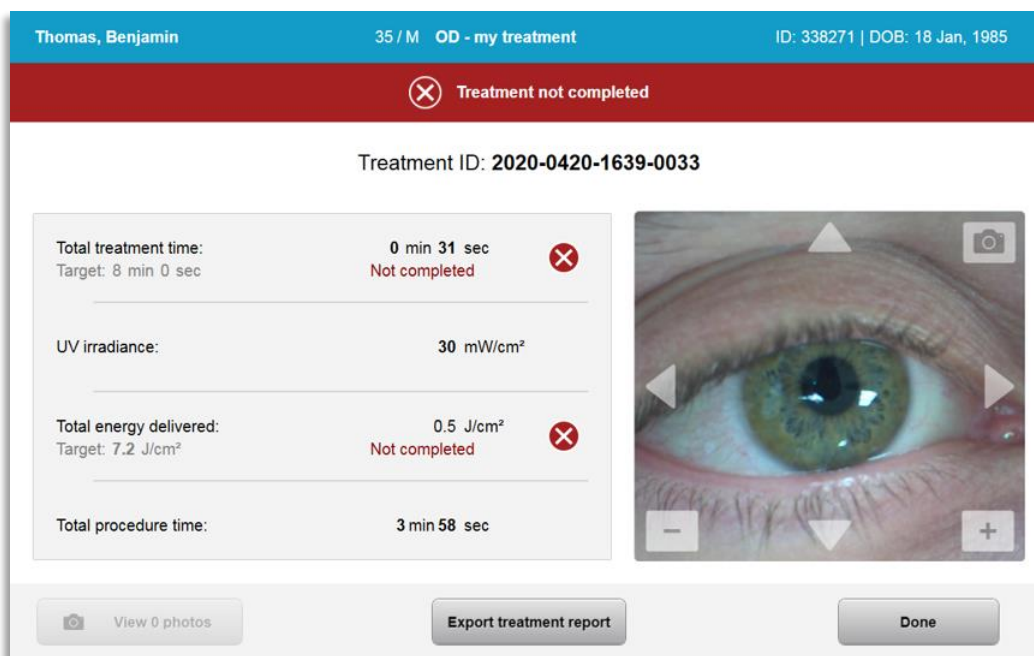 Thomas, Benjamin 35 / M OD - my treatment ID: 338271 | DOB: 18 Jan, 1985
Treatment not completed
Treatment ID: 2020-0420-1639-0033
Total treatment time: 0 min 31 sec
Target: 8 min 0 sec Not completed
UV irradiance: 30 mW/cm²
Total energy delivered: 0.5 J/cm²
Target: 7.2 J/cm² Not completed
Total procedure time: 3 min 58 sec
View 0 photos Export treatment report Done